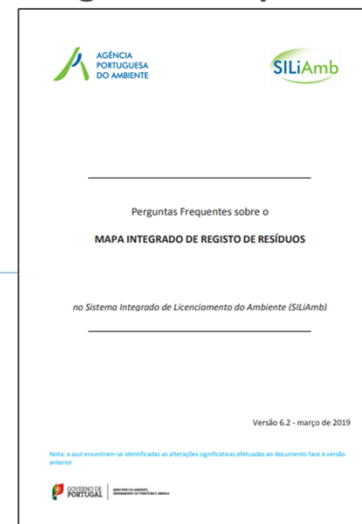 AGÊNCIA
PORTUGUESA
DO AMBIENTE
SILiAmb
Perguntas Frequentes sobre o
MAPA INTEGRADO DE REGISTO DE RESÍDUOS
no Sistema Integrado de Licenciamento do Ambiente (SILiAmb)
Versão 6.2 - março de 2019
Nota: a azul encontram-se identificadas as alterações significativas efetuadas ao documento face à versão
anterior
GOVERNO DE
PORTUGAL